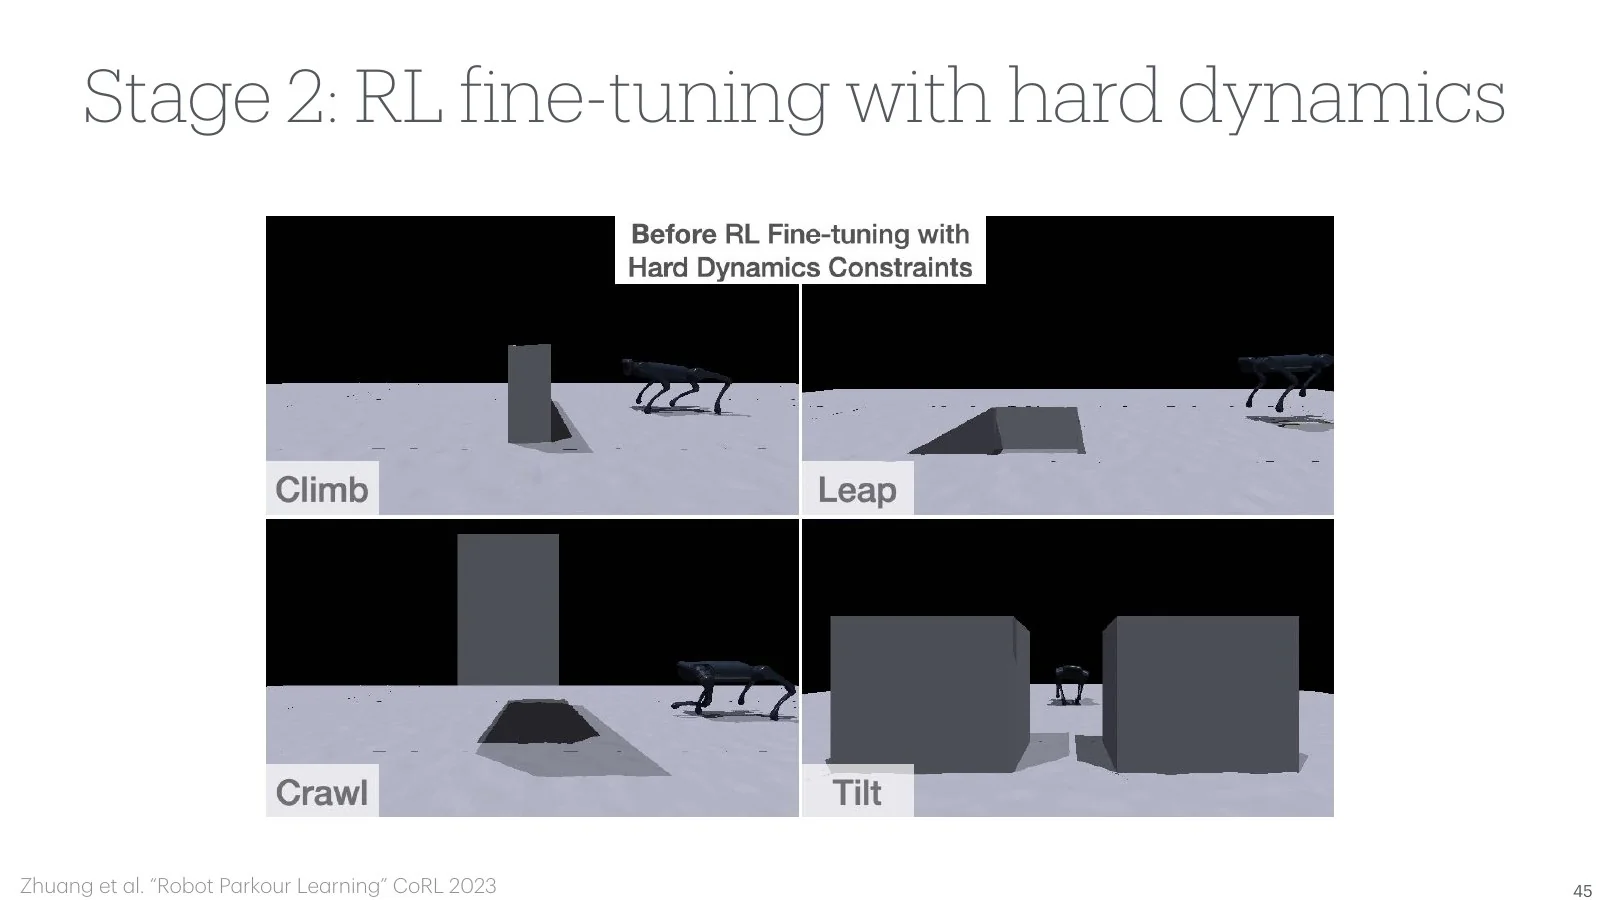 Stage 2: RL fine-tuning with hard dynamics
Before RL Fine-tuning with
Hard Dynamics Constraints
Climb
Leap
Crawl
Tilt
Zhuang et al. “Robot Parkour Learning” CoRL 2023
45